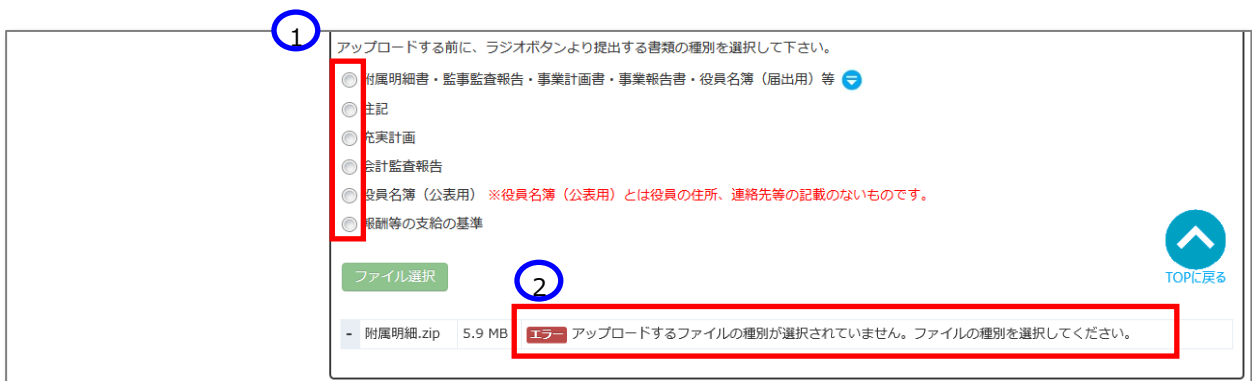 1
アップロードする前に、ラジオボタンより提出する書類の種別を選択して下さい。
附属明細書・監事監査報告・事業計画書・事業報告書・役員名簿（届出用）等
注記
充実計画
会計監査報告
役員名簿（公表用） ※役員名簿（公表用）とは役員の住所、連絡先等の記載のないものです。
報酬等の支給の基準
TOPに戻る
ファイル選択
2
- 附属明細.zip 5.9 MB エラー アップロードするファイルの種別が選択されていません。ファイルの種別を選択してください。